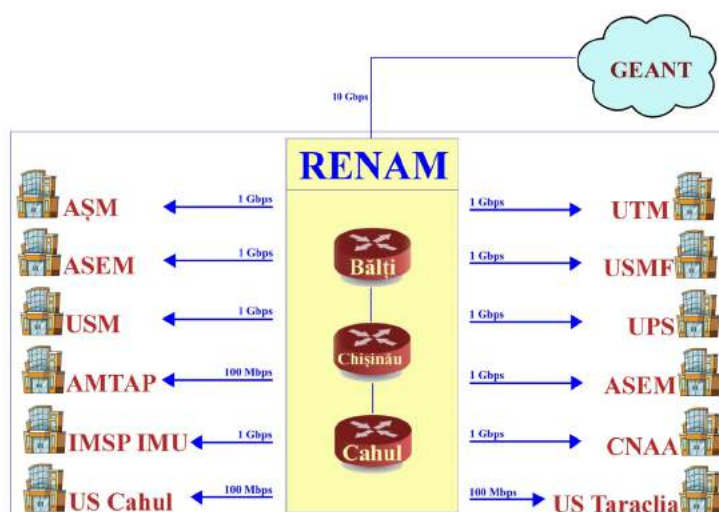 GEANT
10 Gbps
RENAM
AȘM
1 Gbps
1 Gbps
UTM
ASEM
1 Gbps
Bălți
1 Gbps
USMF
USM
1 Gbps
1 Gbps
UPS
Chișinău
AMTAP
100 Mbps
1 Gbps
ASEM
IMSP IMU
1 Gbps
Cahul
1 Gbps
CNAA
US Cahul
100 Mbps
100 Mbps
US Taraclia